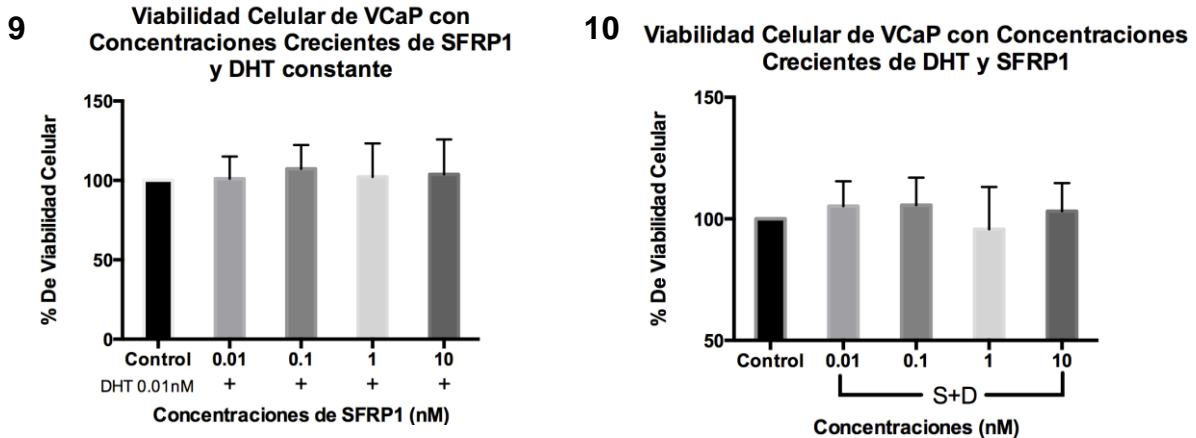 9
Viabilidad Celular de VCaP con
Concentraciones Crecientes de SFRP1
y DHT constante
% De Viabilidad Celular
150
100
50
0
Control 0.01 0.1 1 10
DHT 0.01nM + + + +
Concentraciones de SFRP1 (nM)
10
Viabilidad Celular de VCaP con Concentraciones
Crecientes de DHT y SFRP1
% De Viabilidad Celular
150
100
50
Control 0.01 0.1 1 10
S+D
Concentraciones (nM)